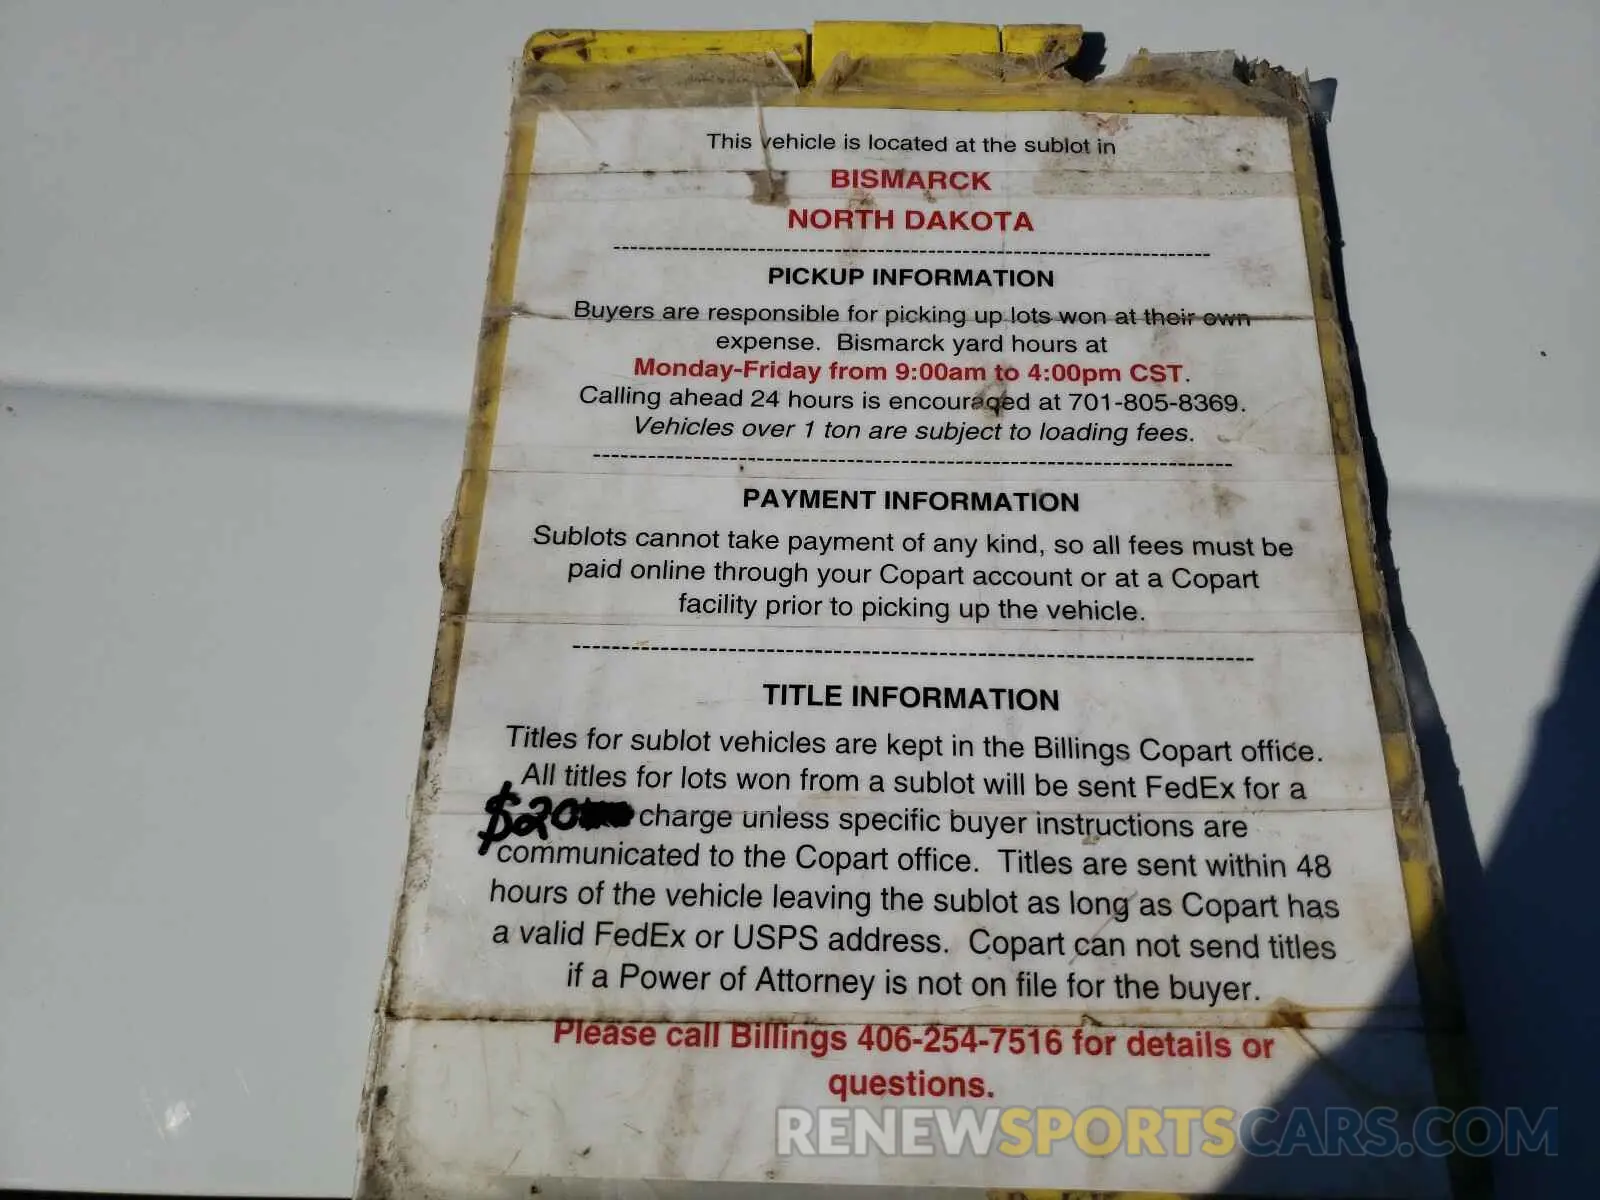 This vehicle is located at the sublot in
BISMARCK
NORTH DAKOTA
PICKUP INFORMATION
Buyers are responsible for picking up lots won at their own
expense. Bismarck yard hours at
Monday-Friday from 9:00am to 4:00pm CST.
Calling ahead 24 hours is encouraged at 701-805-8369.
Vehicles over 1 ton are subject to loading fees.
PAYMENT INFORMATION
Sublots cannot take payment of any kind, so all fees must be
paid online through your Copart account or at a Copart
facility prior to picking up the vehicle.
TITLE INFORMATION
Titles for sublot vehicles are kept in the Billings Copart office.
All titles for lots won from a sublot will be sent FedEx for a
$20 charge unless specific buyer instructions are
communicated to the Copart office. Titles are sent within 48
hours of the vehicle leaving the sublot as long as Copart has
a valid FedEx or USPS address. Copart can not send titles
if a Power of Attorney is not on file for the buyer.
Please call Billings 406-254-7516 for details or
questions.
RENEWSPORTSCARS.COM